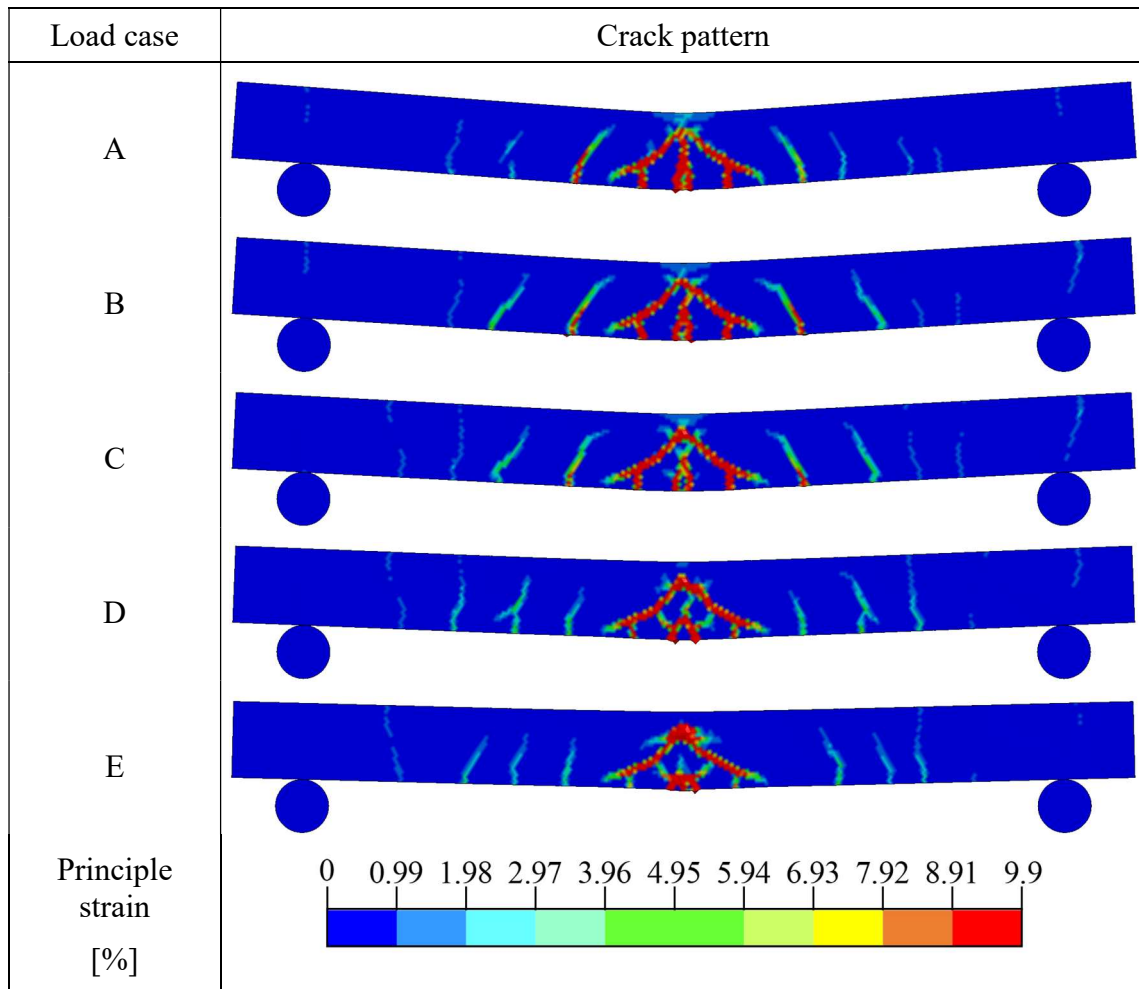 Load case Crack pattern
A
B
C
D
E
Principle
strain
[%]
0 0.99 1.98 2.97 3.96 4.95 5.94 6.93 7.92 8.91 9.9